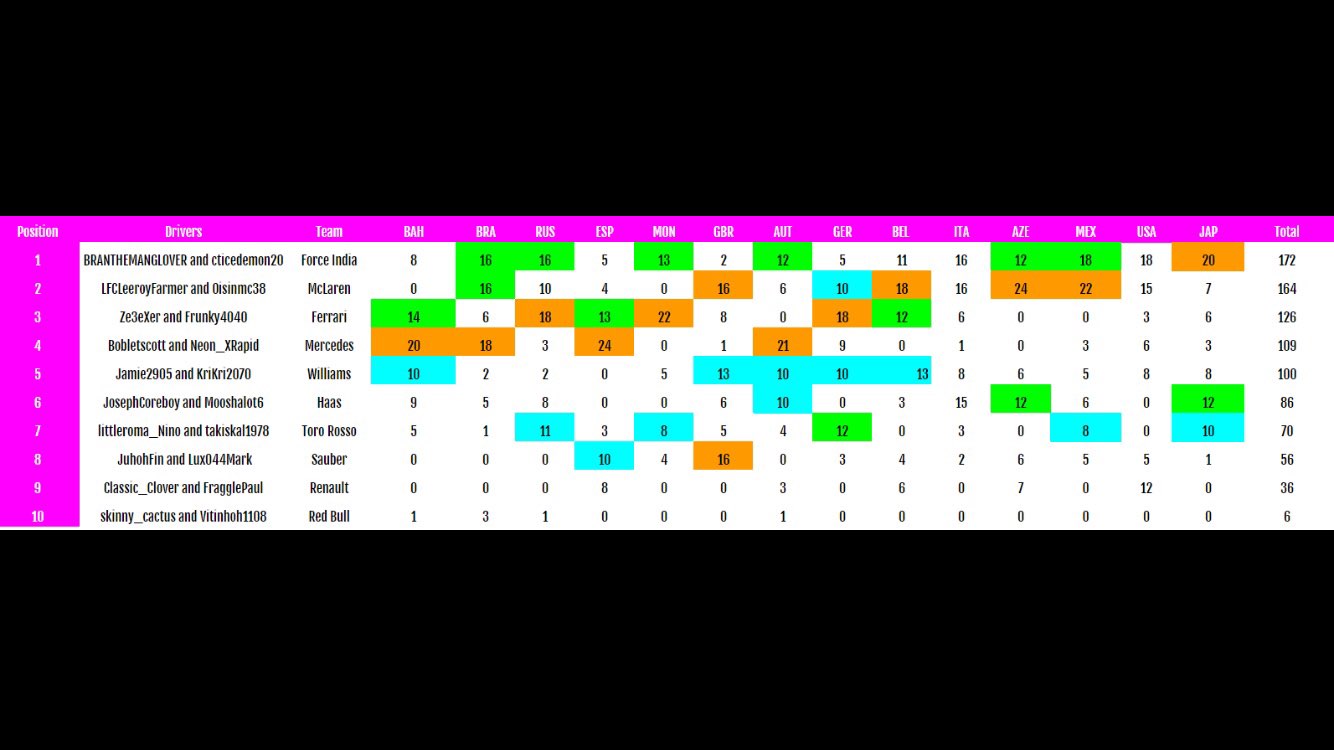 Position Drivers Team BAH BRA RUS ESP MON GBR AUT GER BEL ITA AZE MEX USA JAP Total
1 BRANTHEMANGLOVER and cticedemon20 Force India 8 16 16 5 13 2 12 5 11 16 12 18 18 20 172
2 LFCLeeroyFarmer and Oisinmc38 McLaren 0 16 10 4 0 16 6 10 18 16 24 22 15 7 164
3 Ze3eXer and Frunky4040 Ferrari 14 6 18 13 22 8 0 18 12 6 0 0 3 6 126
4 Bobletscott and Neon_XRapid Mercedes 20 18 3 24 0 1 21 9 0 1 0 3 6 3 109
5 Jamie2905 and KriKri2070 Williams 10 2 2 0 5 13 10 10 13 8 6 5 8 8 100
6 JosephCoreboy and Mooshalot6 Haas 9 5 8 0 0 6 10 0 3 15 12 6 0 12 86
7 littleroma_Nino and takiskal1978 Toro Rosso 5 1 11 3 8 5 4 12 0 3 0 8 0 10 70
8 JuhohFin and Lux044Mark Sauber 0 0 0 10 4 16 0 3 4 2 6 5 5 1 56
9 Classic_Clover and FragglePaul Renault 0 0 0 8 0 0 3 0 6 0 7 0 12 0 36
10 skinny_cactus and Vitinhoh1108 Red Bull 1 3 1 0 0 0 1 0 0 0 0 0 0 0 6